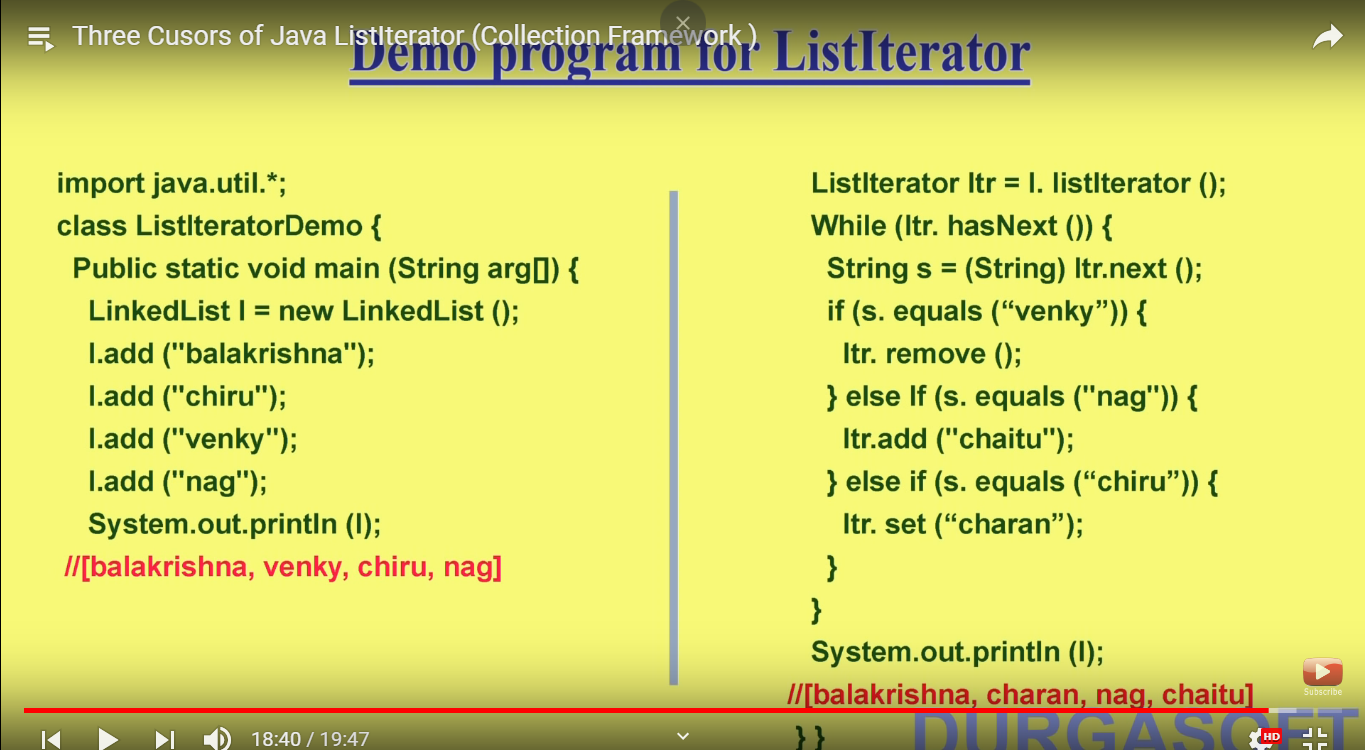 Three Cusors of Java ListIterator (Collection Framework )
Demo program for ListIterator
import java.util.*;
class ListIteratorDemo {
Public static void main (String arg[]) {
LinkedList l = new LinkedList ();
l.add ("balakrishna");
l.add ("chiru");
l.add ("venky");
l.add ("nag");
System.out.println (l);
//[balakrishna, venky, chiru, nag]
ListIterator ltr = l. listIterator ();
While (ltr. hasNext ()) {
String s = (String) ltr.next ();
if (s. equals (“venky”)) {
ltr. remove ();
} else If (s. equals ("nag")) {
ltr.add ("chaitu");
} else if (s. equals (“chiru”)) {
ltr. set (“charan”);
}
}
System.out.println (l);
//[balakrishna, charan, nag, chaitu]
} }
Subscribe
DURGASOFT
18:40 / 19:47
HD